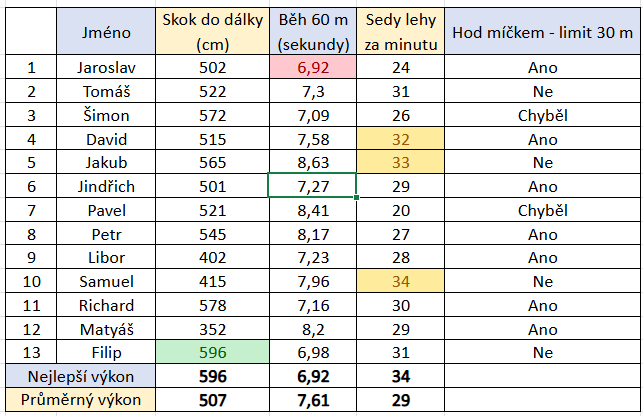 Jméno Skok do dálky (cm) Běh 60 m (sekundy) Sedy lehy za minutu Hod míčkem - limit 30 m
1 Jaroslav 502 6,92 24 Ano
2 Tomáš 522 7,3 31 Ne
3 Šimon 572 7,09 26 Chyběl
4 David 515 7,58 32 Ano
5 Jakub 565 8,63 33 Ne
6 Jindřich 501 7,27 29 Ano
7 Pavel 521 8,41 20 Chyběl
8 Petr 545 8,17 27 Ano
9 Libor 402 7,23 28 Ano
10 Samuel 415 7,96 34 Ne
11 Richard 578 7,16 30 Ano
12 Matyáš 352 8,2 29 Ano
13 Filip 596 6,98 31 Ne
Nejlepší výkon 596 6,92 34
Průměrný výkon 507 7,61 29